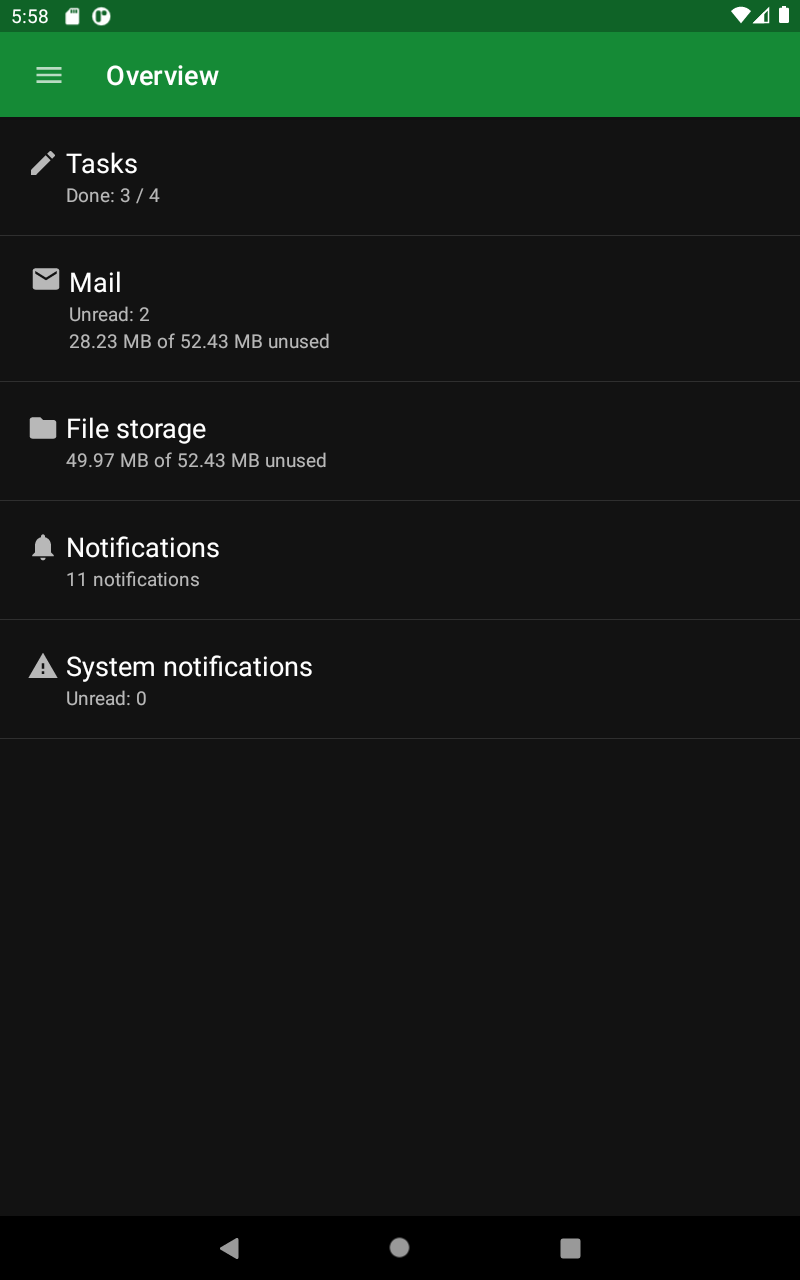 5:58
Overview
Tasks
Done: 3 / 4
Mail
Unread: 2
28.23 MB of 52.43 MB unused
File storage
49.97 MB of 52.43 MB unused
Notifications
11 notifications
System notifications
Unread: 0